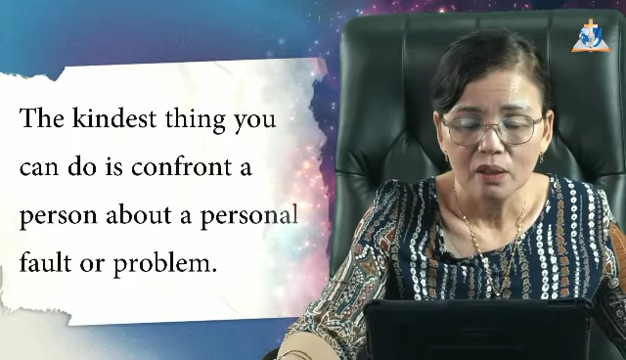 The kindest thing you
can do is confront a
person about a personal
fault or problem.